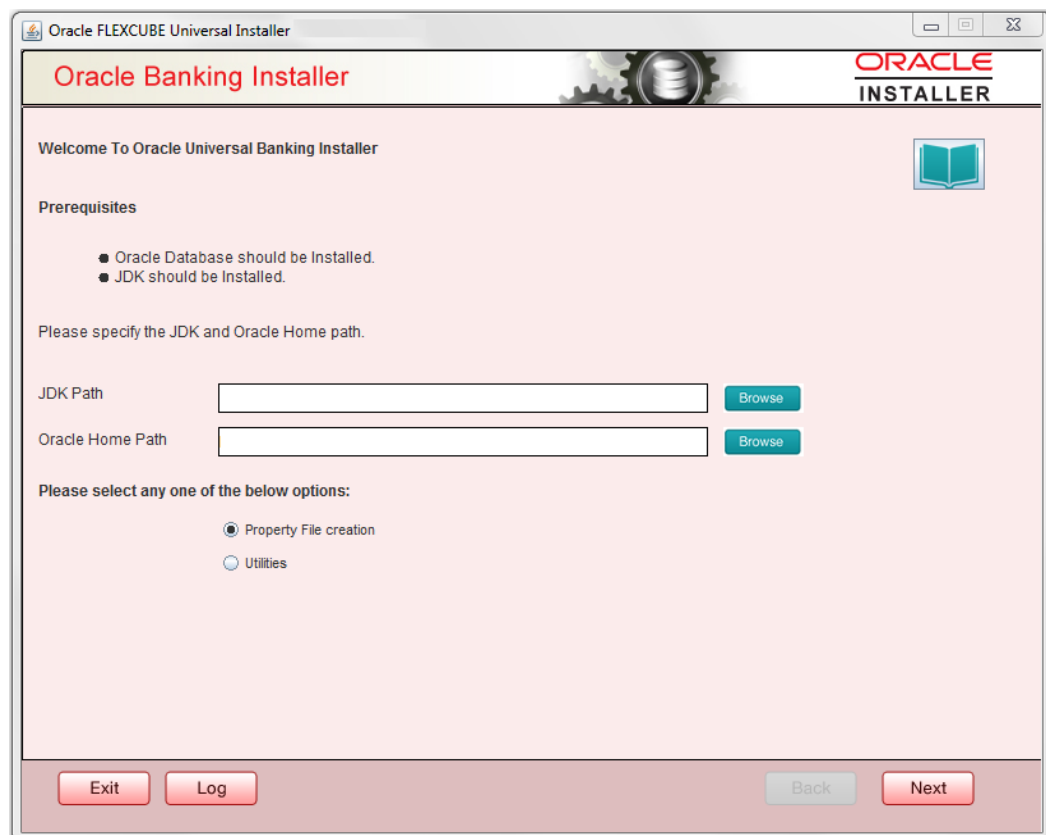 Oracle FLEXCUBE Universal Installer
Oracle Banking Installer
ORACLE
INSTALLER
Welcome To Oracle Universal Banking Installer
Prerequisites
Oracle Database should be Installed.
JDK should be Installed.
Please specify the JDK and Oracle Home path.
JDK Path
Browse
Oracle Home Path
Browse
Please select any one of the below options:
Property File creation
Utilities
Exit
Log
Back
Next